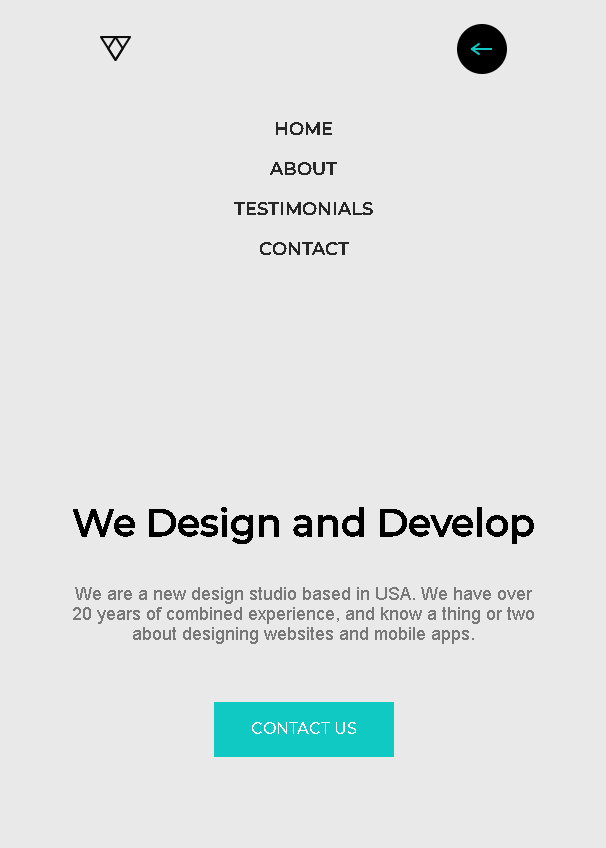 HOME
ABOUT
TESTIMONIALS
CONTACT
We Design and Develop
We are a new design studio based in USA. We have over
20 years of combined experience, and know a thing or two
about designing websites and mobile apps.
CONTACT US